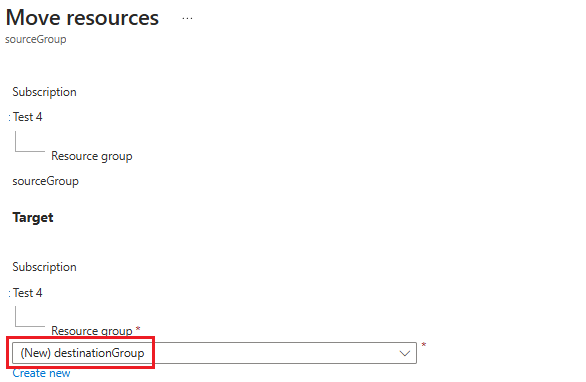 Move resources ...
sourceGroup
Subscription
: Test 4
Resource group
sourceGroup
Target
Subscription
: Test 4
Resource group *
(New) destinationGroup *
Create new